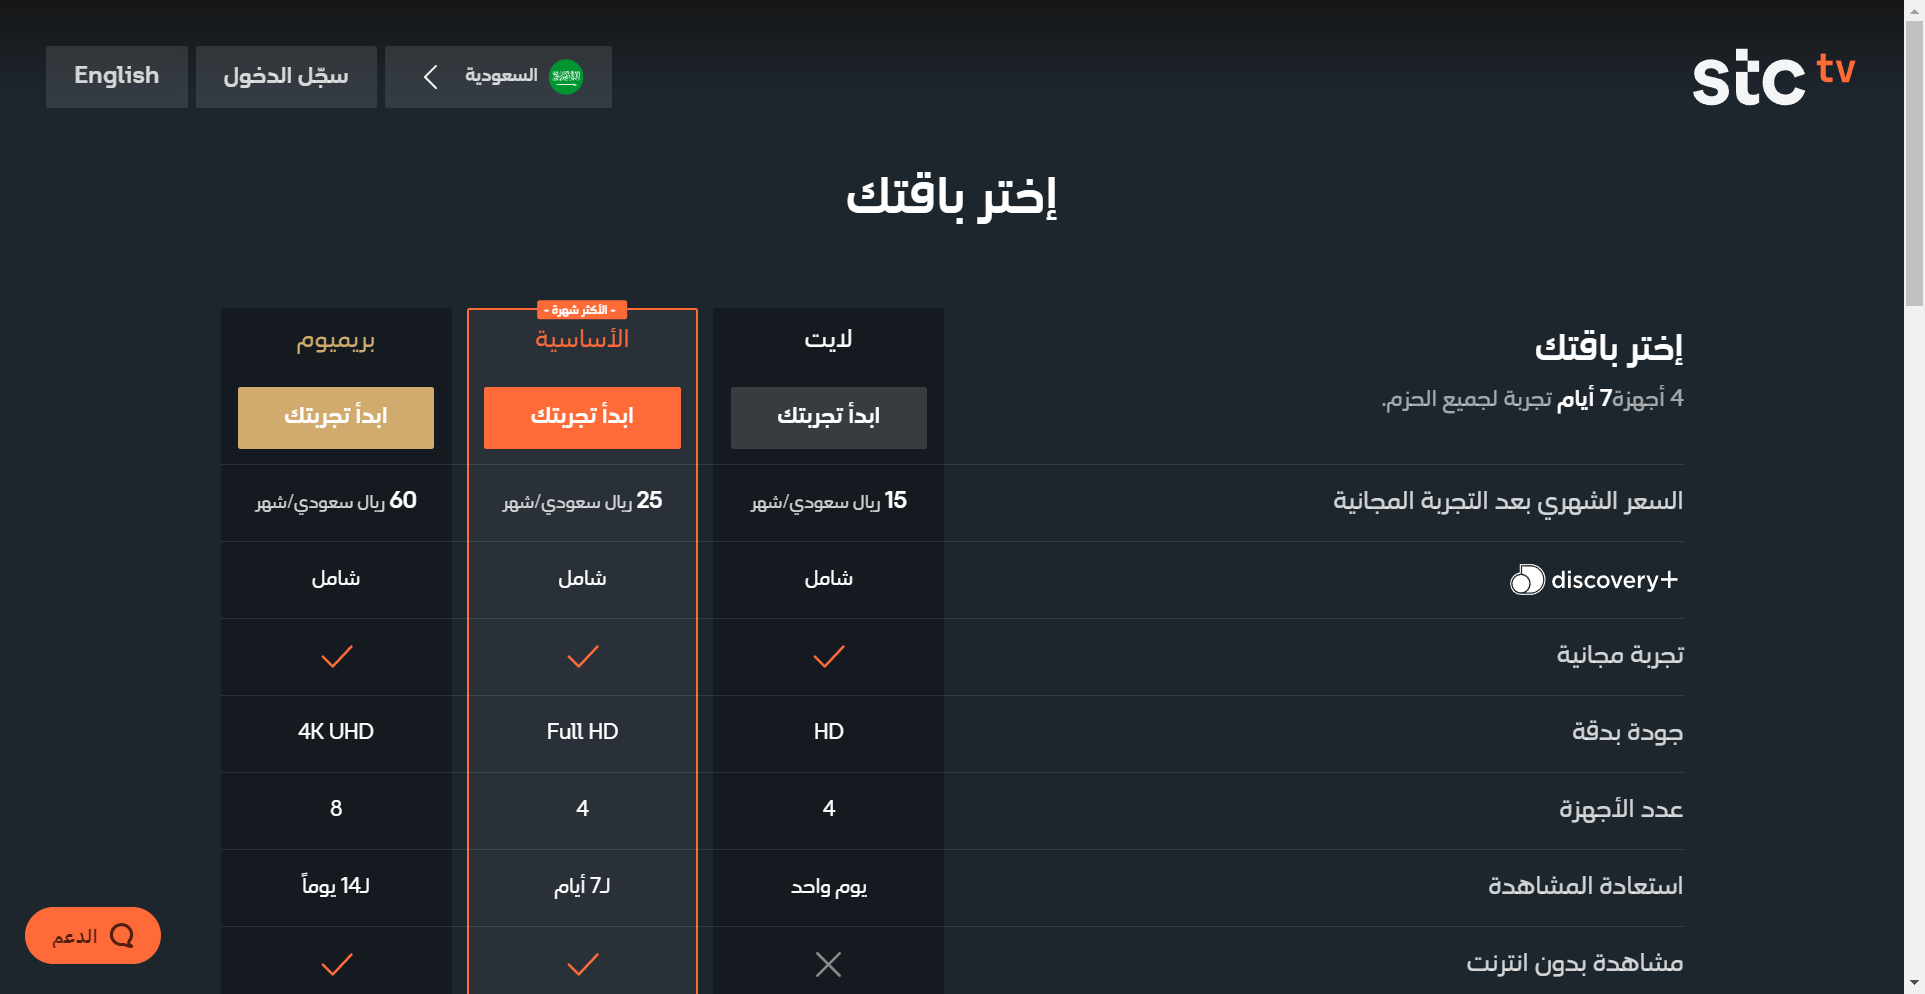 stc tv
السعودية
سجّل الدخول
English
إختر باقتك
إختر باقتك
4 أجهزة7 أيام تجربة لجميع الحزم.
لايت
- الأكثر شهرة -
الأساسية
بريميوم
ابدأ تجربتك
ابدأ تجربتك
ابدأ تجربتك
السعر الشهري بعد التجربة المجانية
15 ريال سعودي/شهر
25 ريال سعودي/شهر
60 ريال سعودي/شهر
discovery+
شامل
شامل
شامل
تجربة مجانية
جودة بدقة
HD
Full HD
4K UHD
عدد الأجهزة
4
4
8
استعادة المشاهدة
يوم واحد
لـ7 أيام
لـ14 يوماً
مشاهدة بدون انترنت
الدعم